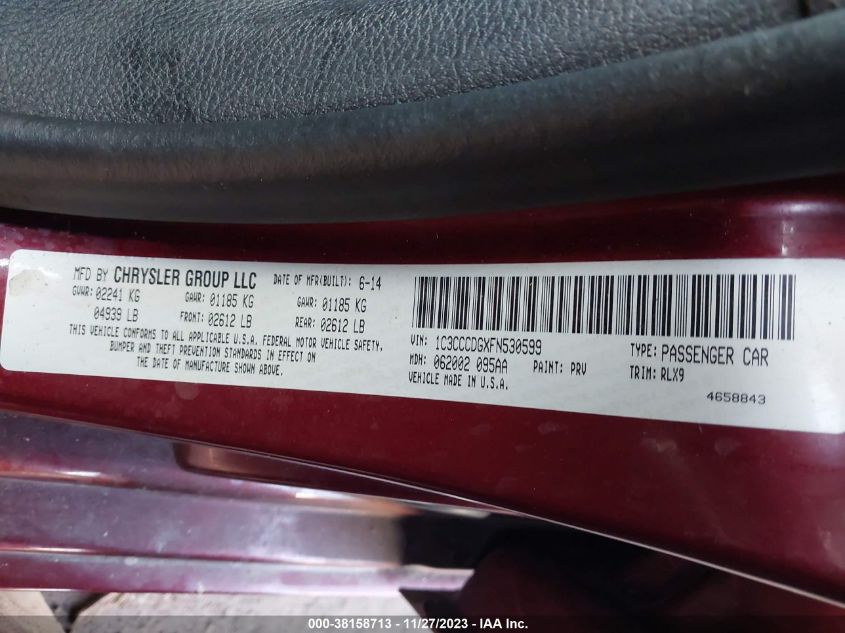 MFD BY CHRYSLER GROUP LLC DATE OF MFR(BUILT): 6-14
GVWR: 02241 KG GAWR: 01185 KG GAWR: 01185 KG
04939 LB FRONT: 02612 LB REAR: 02612 LB
THIS VEHICLE CONFORMS TO ALL APPLICABLE U.S.A. FEDERAL MOTOR VEHICLE SAFETY,
BUMPER AND THEFT PREVENTION STANDARDS IN EFFECT ON
THE DATE OF MANUFACTURE SHOWN ABOVE.
VIN: 1C3CCCDGXFN530599 TYPE: PASSENGER CAR
MDH: 062002 095AA PAINT: PRV TRIM: RLX9
VEHICLE MADE IN U.S.A.
4658843
000-38158713 - 11/27/2023 - IAA Inc.